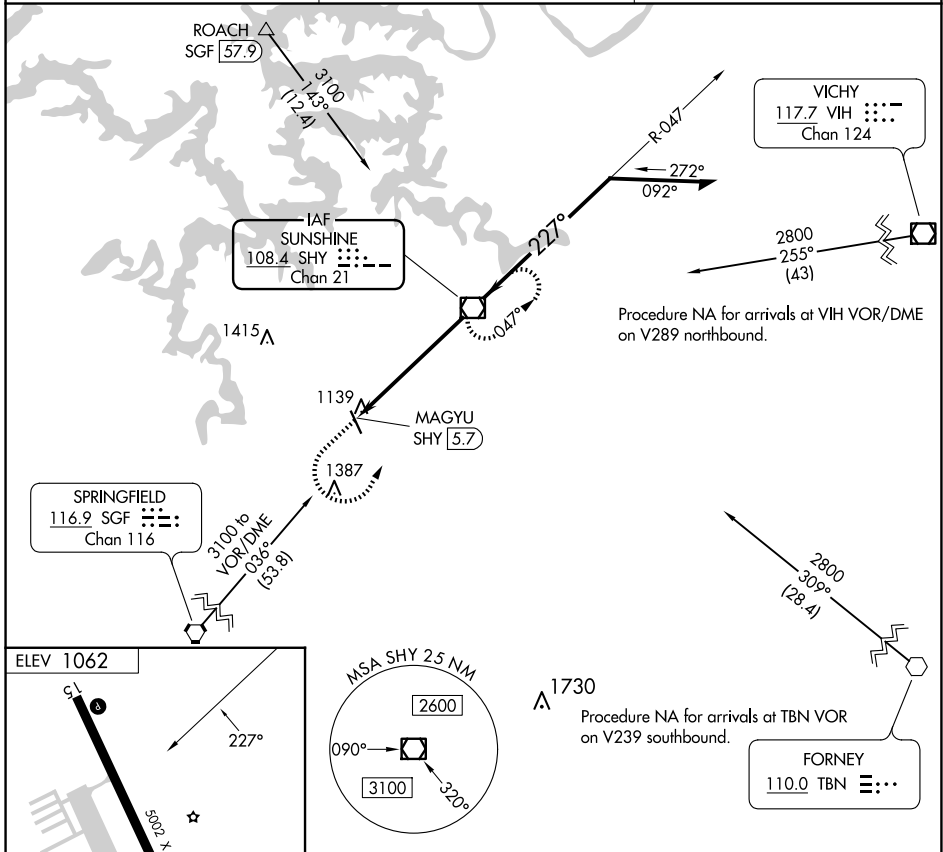 ROACH
SGF 57.9
3100
143°
(12.4)
R-047
272°
092°
VICHY
117.7 VIH
Chan 124
IAF
SUNSHINE
108.4 SHY
Chan 21
227°
2800
255°
(43)
047°
Procedure NA for arrivals at VIH VOR/DME
on V289 northbound.
1415
1139
MAGYU
SHY 5.7
1387
SPRINGFIELD
116.9 SGF
Chan 116
3100 to
VOR/DME
036°
(53.8)
2800
309°
(28.4)
ELEV 1062
15
P
227°
5002 X
MSA SHY 25 NM
2600
090°
3100
320°
1730
Procedure NA for arrivals at TBN VOR
on V239 southbound.
FORNEY
110.0 TBN